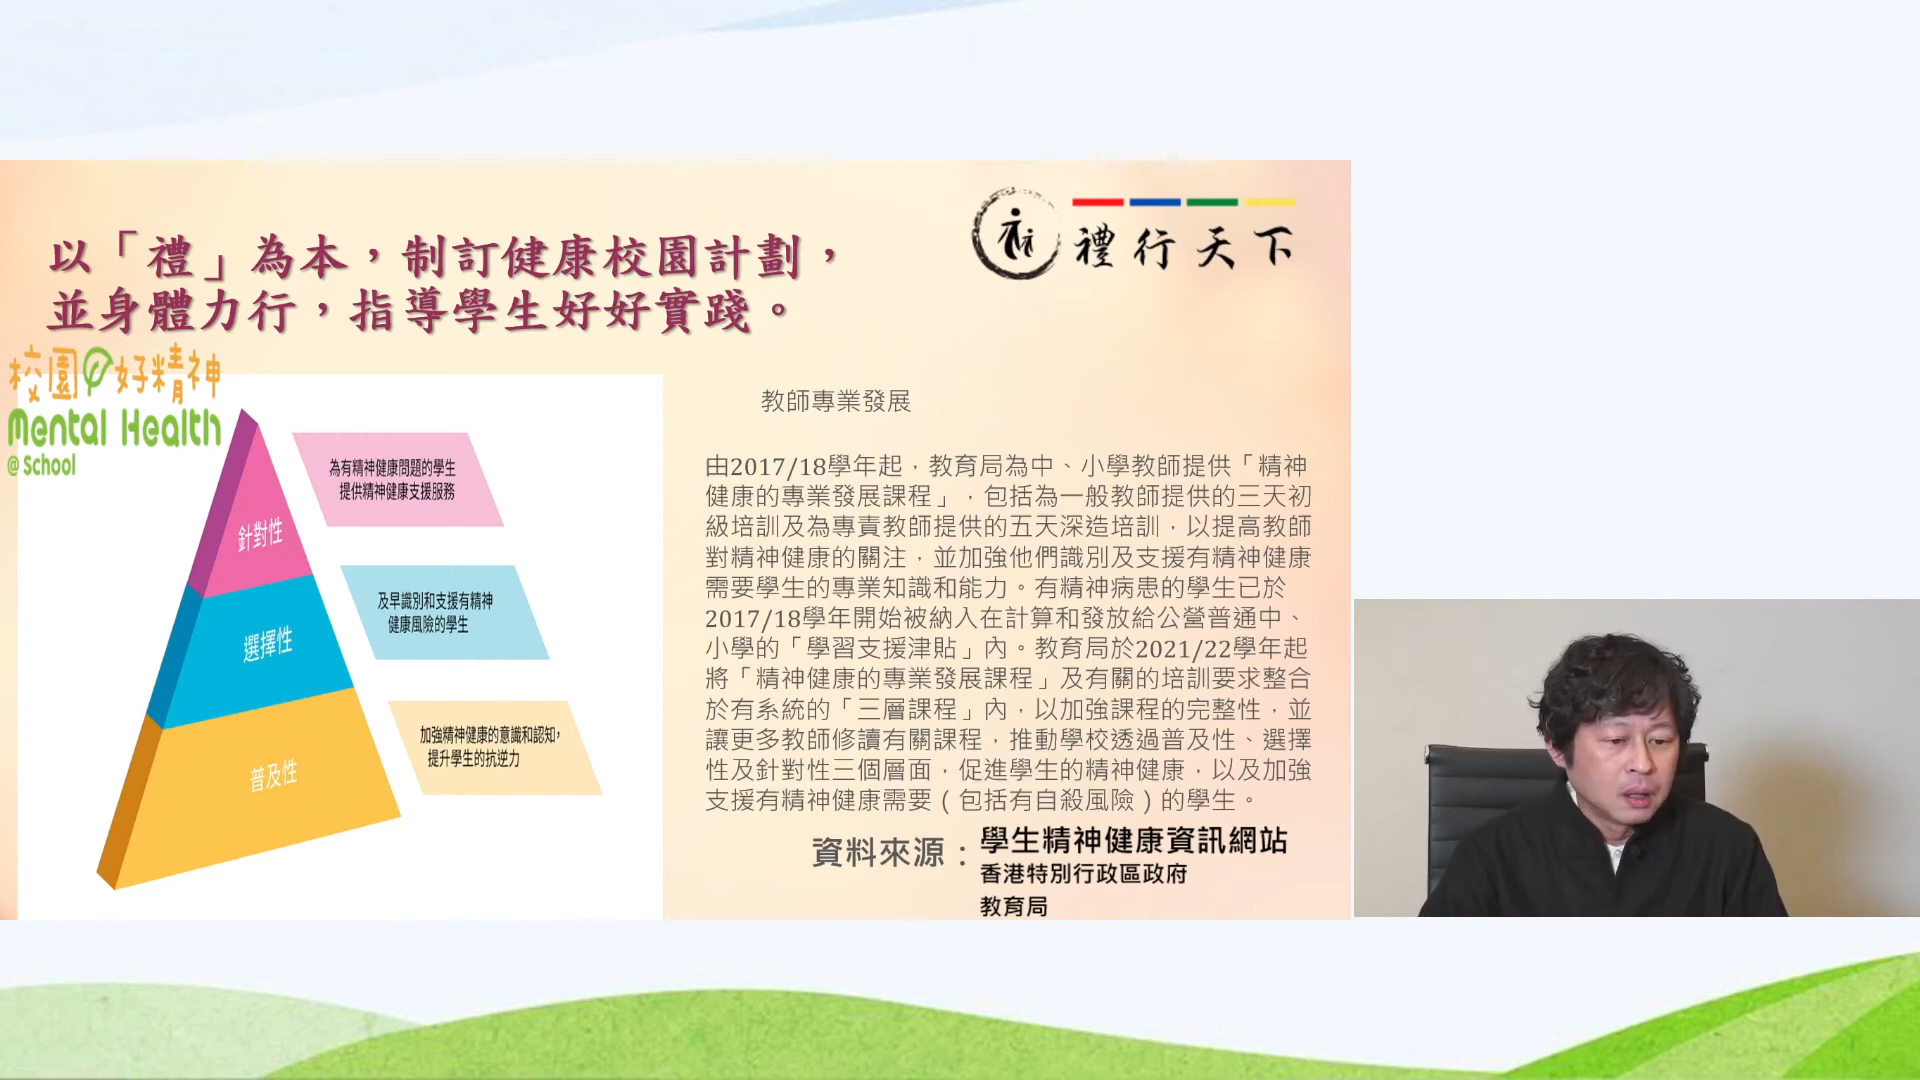 以「禮」為本，制訂健康校園計劃，
並身體力行，指導學生好好實踐。
禮行天下
校園好精神
Mental Health
@ School
為有精神健康問題的學生
提供精神健康支援服務
針對性
及早識別和支援有精神
健康風險的學生
選擇性
加強精神健康的意識和認知，
提升學生的抗逆力
普及性
教師專業發展
由2017/18學年起，教育局為中、小學教師提供「精神
健康的專業發展課程」，包括為一般教師提供的三天初
級培訓及為專責教師提供的五天深造培訓，以提高教師
對精神健康的關注，並加強他們識別及支援有精神健康
需要學生的專業知識和能力。有精神病患的學生已於
2017/18學年開始被納入在計算和發放給公營普通中、
小學的「學習支援津貼」內。教育局於2021/22學年起
將「精神健康的專業發展課程」及有關的培訓要求整合
於有系統的「三層課程」內，以加強課程的完整性，並
讓更多教師修讀有關課程，推動學校透過普及性、選擇
性及針對性三個層面，促進學生的精神健康，以及加強
支援有精神健康需要（包括有自殺風險）的學生。
資料來源：
學生精神健康資訊網站
香港特別行政區政府
教育局